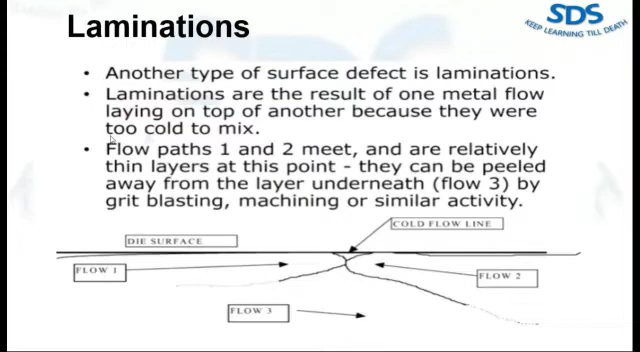 Laminations
SDS
KEEP LEARNING TILL DEATH
• Another type of surface defect is laminations.
• Laminations are the result of one metal flow
laying on top of another because they were
too cold to mix.
• Flow paths 1 and 2 meet, and are relatively
thin layers at this point - they can be peeled
away from the layer underneath (flow 3) by
grit blasting, machining or similar activity.
COLD FLOW LINE
DIE SURFACE
FLOW 1
FLOW 2
FLOW 3